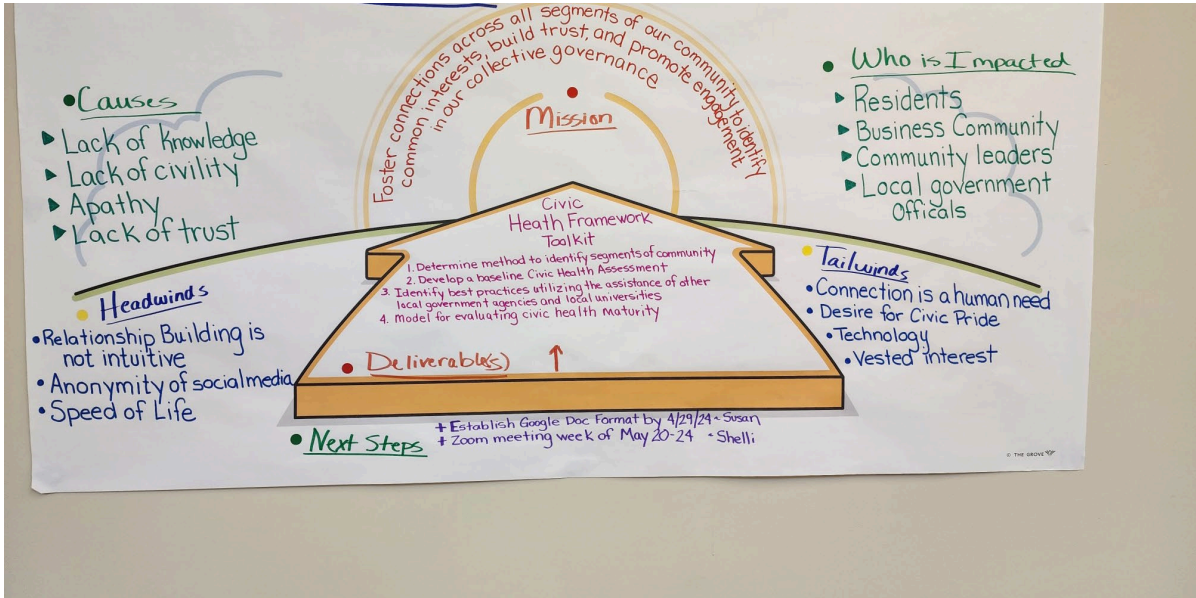 Foster connections across all segments of our community to identify
common interests, build trust, and promote engagement
in our collective governance
Mission
Causes
Lack of knowledge
Lack of civility
Apathy
Lack of trust
Who is Impacted
Residents
Business Community
Community leaders
Local government
Officals
Civic
Heath Framework
Toolkit
1. Determine method to identify segments of community
2. Develop a baseline Civic Health Assessment
3. Identify best practices utilizing the assistance of other
local government agencies and local universities
4. Model for evaluating civic health maturity
Deliverable(s)
Headwinds
Relationship Building is
not intuitive
Anonymity of social media
Speed of Life
Tailwinds
Connection is a human need
Desire for Civic Pride
Technology
Vested interest
Next Steps
+ Establish Google Doc Format by 4/29/24 - Susan
+ Zoom meeting week of May 20-24 - Shelli
© THE GROVE